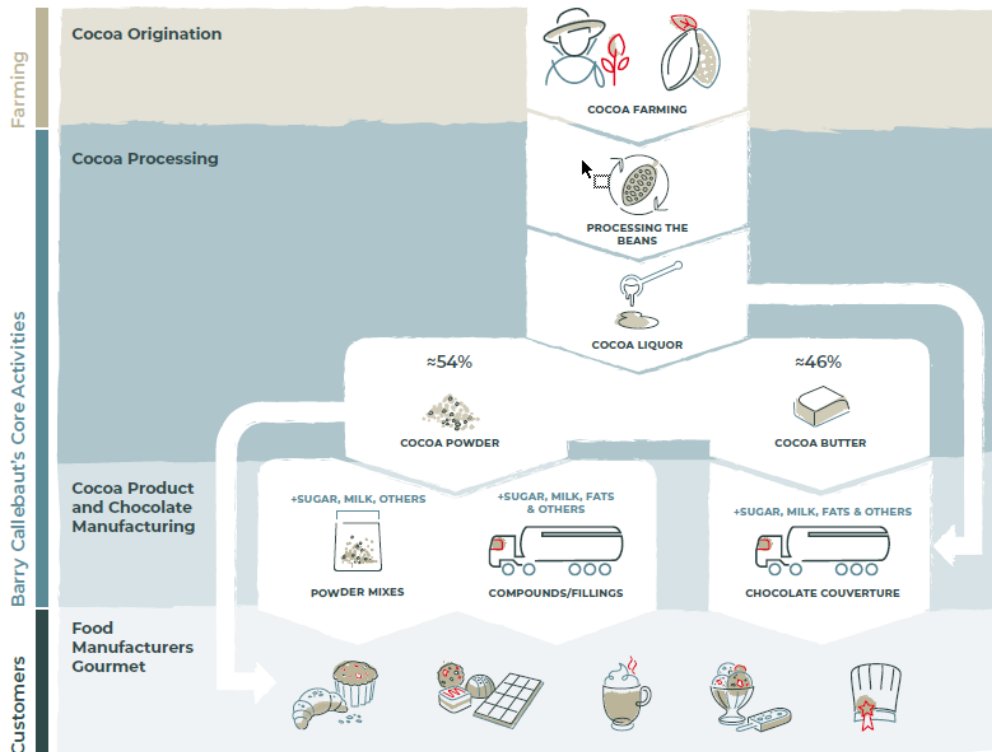 Farming
Cocoa Origination
COCOA FARMING
Barry Callebaut's Core Activities
Cocoa Processing
PROCESSING THE
BEANS
COCOA LIQUOR
≈54%
≈46%
COCOA POWDER
COCOA BUTTER
Cocoa Product
and Chocolate
Manufacturing
+SUGAR, MILK, OTHERS
+SUGAR, MILK, FATS
& OTHERS
+SUGAR, MILK, FATS & OTHERS
POWDER MIXES
COMPOUNDS/FILLINGS
CHOCOLATE COUVERTURE
Customers
Food
Manufacturers
Gourmet